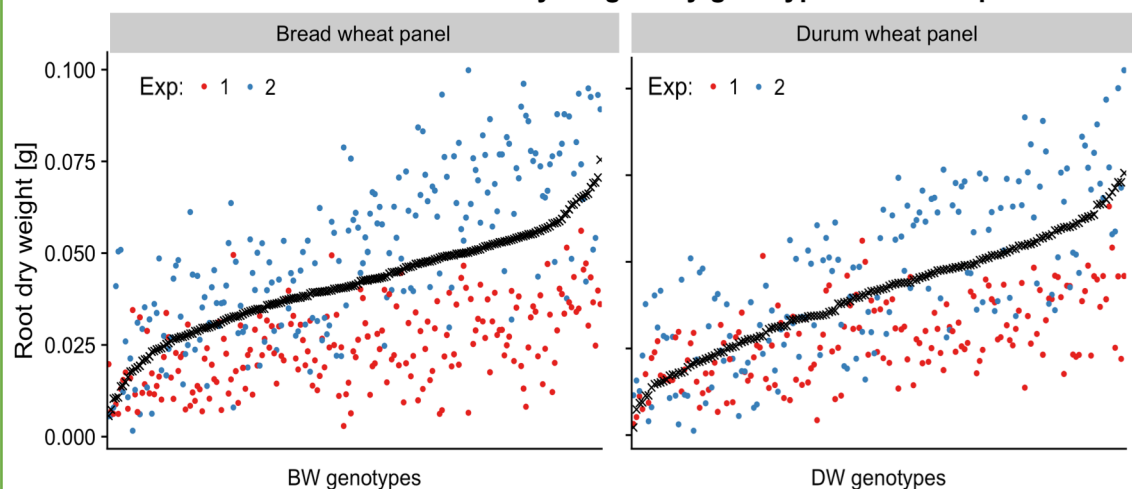 Bread wheat panel
Durum wheat panel
Exp: 1 2
Exp: 1 2
Root dry weight [g]
0.100
0.075
0.050
0.025
0.000
BW genotypes
DW genotypes